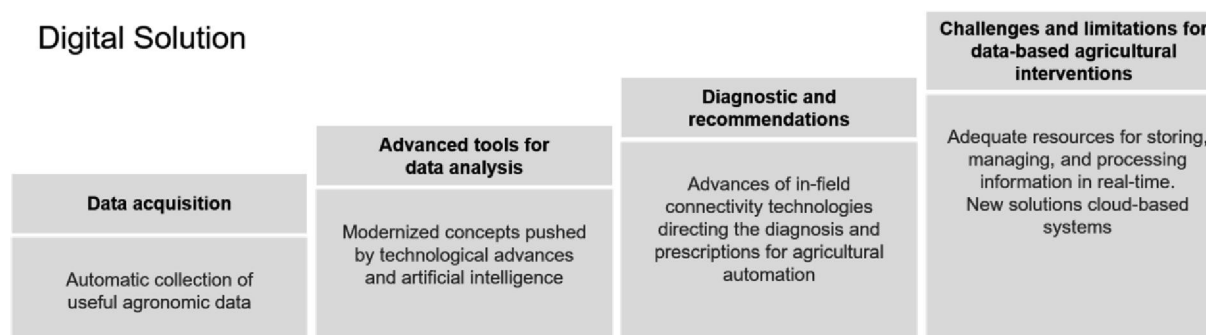 Digital Solution
Data acquisition
Automatic collection of
useful agronomic data
Advanced tools for
data analysis
Modernized concepts pushed
by technological advances
and artificial intelligence
Diagnostic and
recommendations
Advances of in-field
connectivity technologies
directing the diagnosis and
prescriptions for agricultural
automation
Challenges and limitations for
data-based agricultural
interventions
Adequate resources for storing,
managing, and processing
information in real-time.
New solutions cloud-based
systems